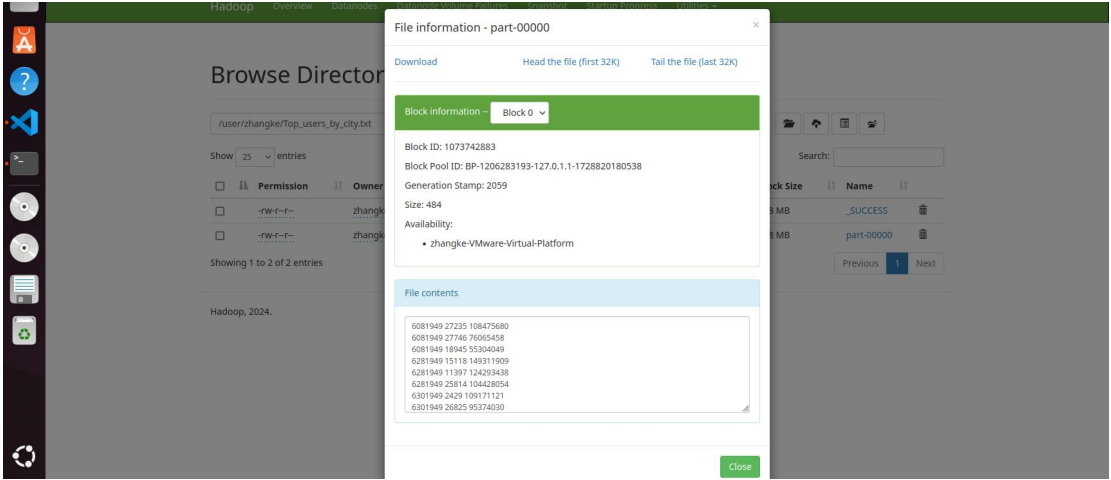 Hadoop Overview Datanodes Datanode Volume Failures Snapshot Startup Progress Utilities
File information - part-00000 ×
Download Head the file (first 32K) Tail the file (last 32K)
Browse Director
Block information -- Block 0
/user/zhangke/Top_users_by_city.txt
Block ID: 1073742883
Show 25 entries Search:
Block Pool ID: BP-1206283193-127.0.1.1-1728820180538
Permission Owner ock Size Name
Generation Stamp: 2059
Size: 484
-rw-r--r-- zhangk 8 MB _SUCCESS
Availability:
-rw-r--r-- zhangk 8 MB part-00000
zhangke-VMware-Virtual-Platform
Showing 1 to 2 of 2 entries Previous 1 Next
File contents
Hadoop, 2024.
6081949 27235 108475680
6081949 27746 76065458
6081949 18945 55304049
6281949 15118 149311909
6281949 11397 124293438
6281949 25814 104428054
6301949 2429 109171121
6301949 26825 95374030
Close